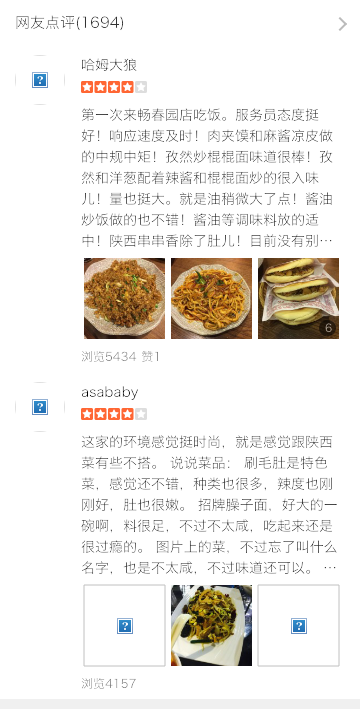 网友点评(1694)
哈姆大狼
第一次来畅春园店吃饭。服务员态度挺
好！响应速度及时！肉夹馍和麻酱凉皮做
的中规中矩！孜然炒棍棍面味道很棒！孜
然和洋葱配着辣酱和棍棍面炒的很入味
儿！量也挺大。就是油稍微大了点！酱油
炒饭做的也不错！酱油等调味料放的适
中！陕西串串香除了肚儿！目前没有别…
6
浏览5434 赞1
asababy
这家的环境感觉挺时尚，就是感觉跟陕西
菜有些不搭。 说说菜品： 刷毛肚是特色
菜，感觉还不错，种类也很多，辣度也刚
刚好，肚也很嫩。 招牌臊子面，好大的一
碗啊，料很足，不过不太咸，吃起来还是
很过瘾的。 图片上的菜，不过忘了叫什么
名字，也是不太咸，不过味道还可以。 …
浏览4157